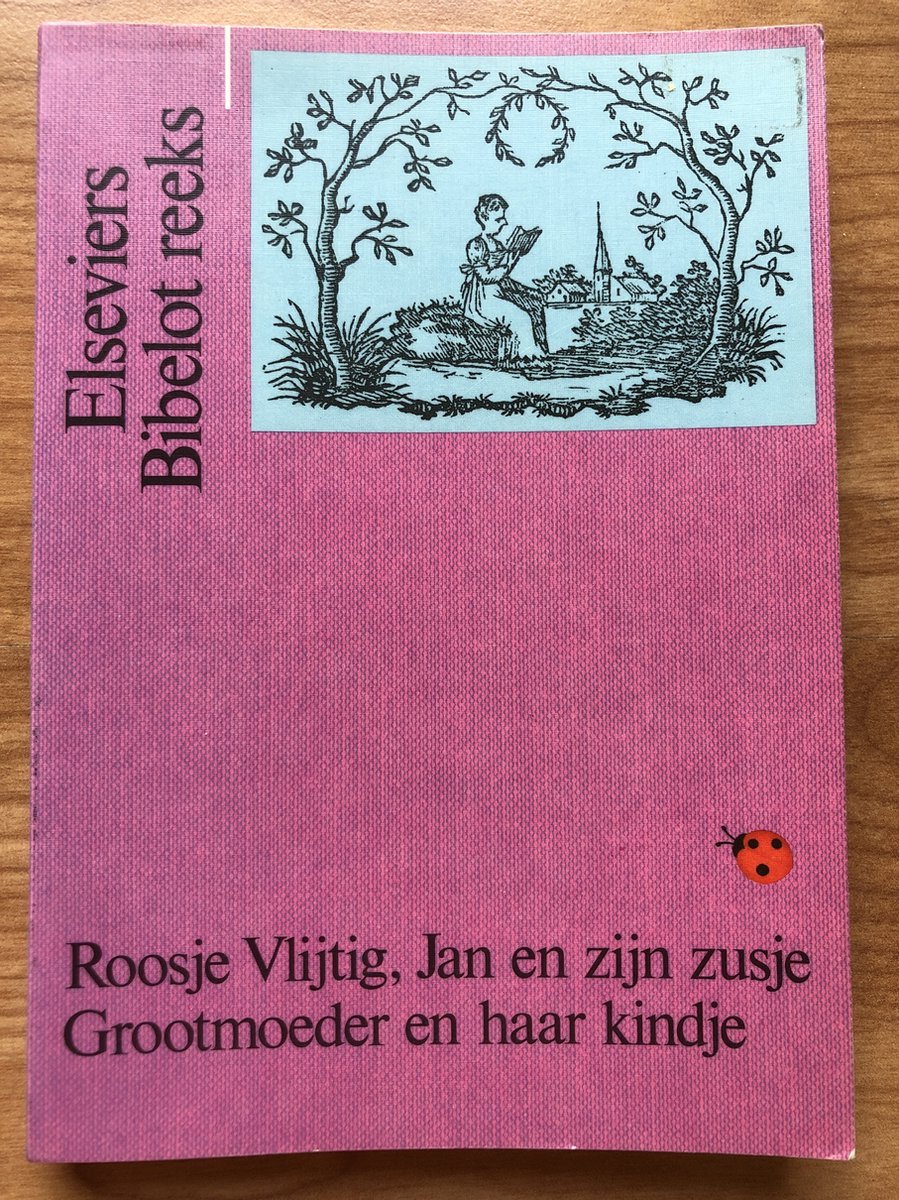 Elseviers
Bibelot reeks
Roosje Vlijtig, Jan en zijn zusje
Grootmoeder en haar kindje